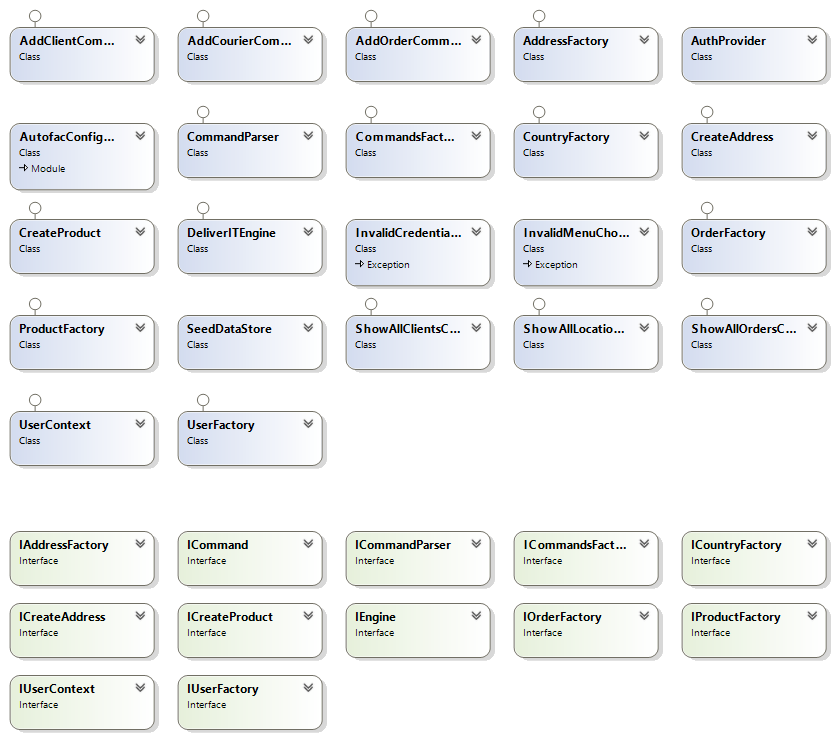 AddClientCom... AddCourierCom... AddOrderComm... AddressFactory AuthProvider
Class Class Class Class Class
AutofacConfig... CommandParser CommandsFact... CountryFactory CreateAddress
Class Class Class Class Class
Module
CreateProduct DeliverITEngine InvalidCredentia... InvalidMenuCho... OrderFactory
Class Class Class Class Class
Exception Exception
ProductFactory SeedDataStore ShowAllClientsC... ShowAllLocatio... ShowAllOrdersC...
Class Class Class Class Class
UserContext UserFactory
Class Class
IAddressFactory ICommand ICommandParser ICommandsFact... ICountryFactory
Interface Interface Interface Interface Interface
ICreateAddress ICreateProduct IEngine IOrderFactory IProductFactory
Interface Interface Interface Interface Interface
IUserContext IUserFactory
Interface Interface